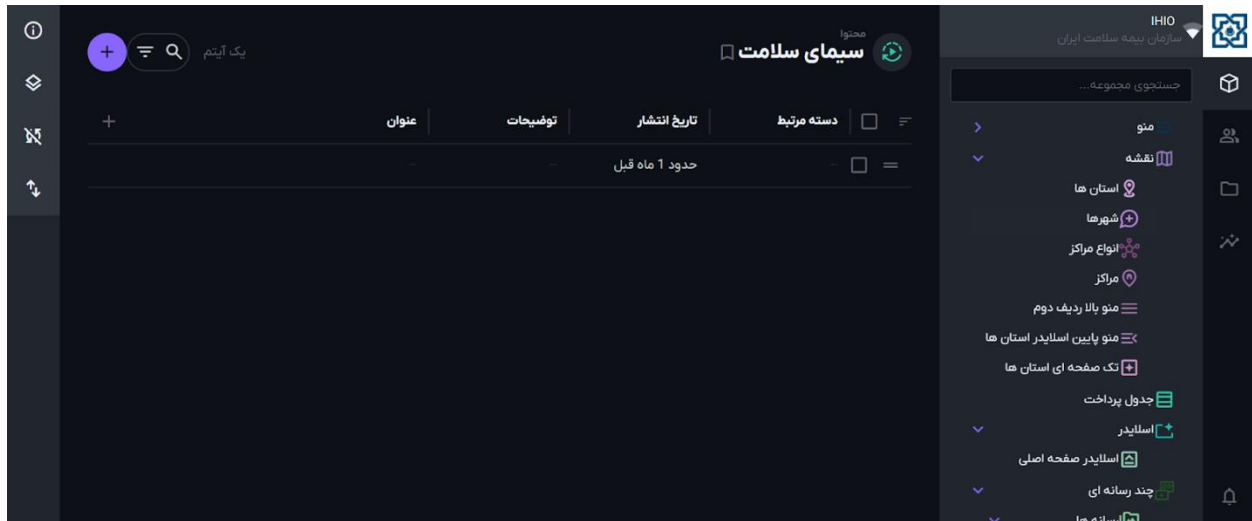 IHIO
سازمان بیمه سلامت ایران
جستجوی مجموعه...
منو
نقشه
استان ها
شهرها
انواع مراکز
مراکز
منو بالا ردیف دوم
منو پایین اسلایدر استان ها
تک صفحه ای استان ها
جدول پرداخت
اسلایدر
اسلایدر صفحه اصلی
چند رسانه ای
رسانه ها
محتوا
سیمای سلامت
یک آیتم
دسته مرتبط تاریخ انتشار توضیحات عنوان
حدود 1 ماه قبل